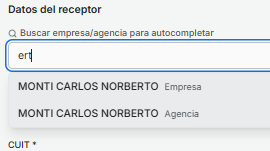 Datos del receptor
Buscar empresa/agencia para autocompletar
ert
MONTI CARLOS NORBERTO Empresa
MONTI CARLOS NORBERTO Agencia
CUIT *